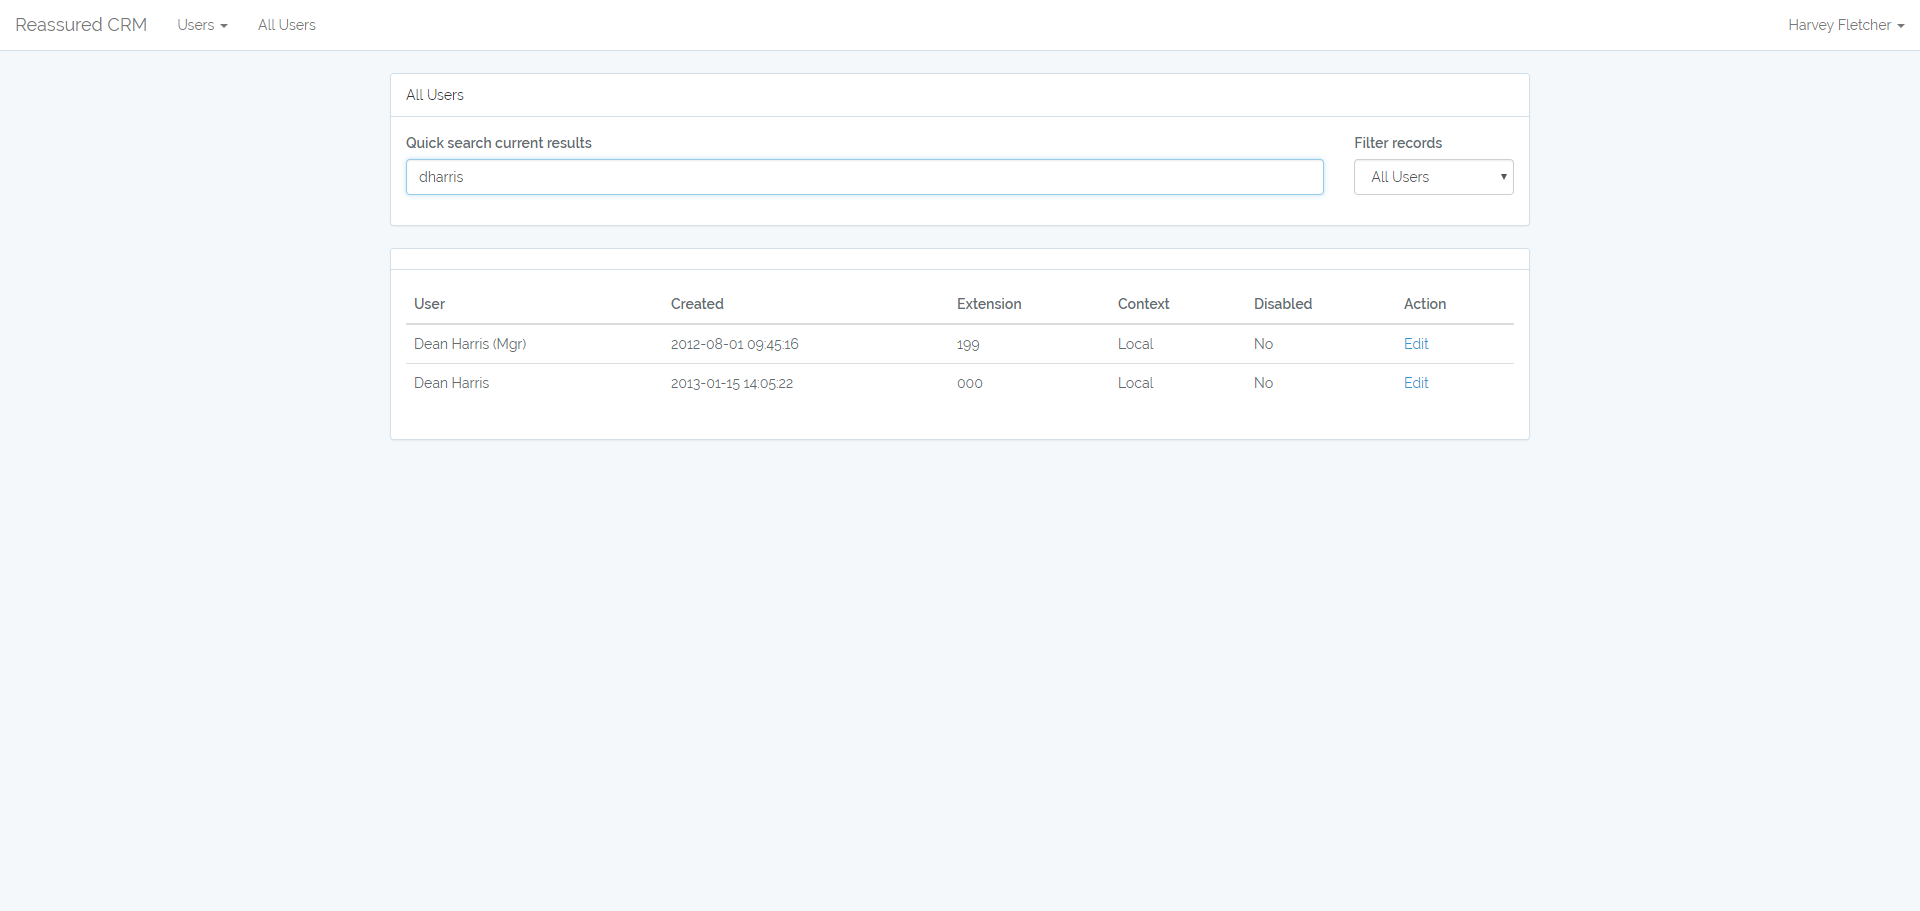 Reassured CRM Users All Users Harvey Fletcher
All Users
Quick search current results Filter records
dharris All Users
User Created Extension Context Disabled Action
Dean Harris (Mgr) 2012-08-01 09:45:16 199 Local No Edit
Dean Harris 2013-01-15 14:05:22 000 Local No Edit